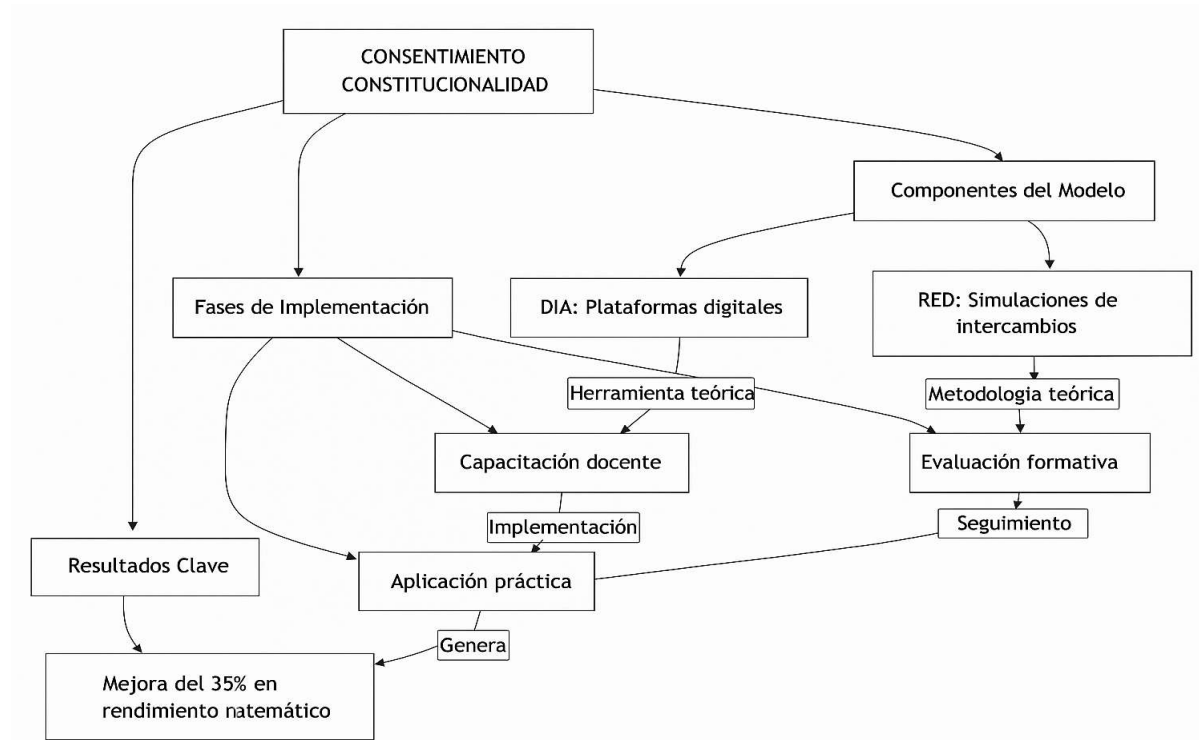 CONSENTIMIENTO
CONSTITUCIONALIDAD
Componentes del Modelo
Fases de Implementación
DIA: Plataformas digitales
RED: Simulaciones de
intercambios
Herramienta teórica
Metodologia teórica
Capacitación docente
Evaluación formativa
Implementación
Seguimiento
Resultados Clave
Aplicación práctica
Genera
Mejora del 35% en
rendimiento natemático